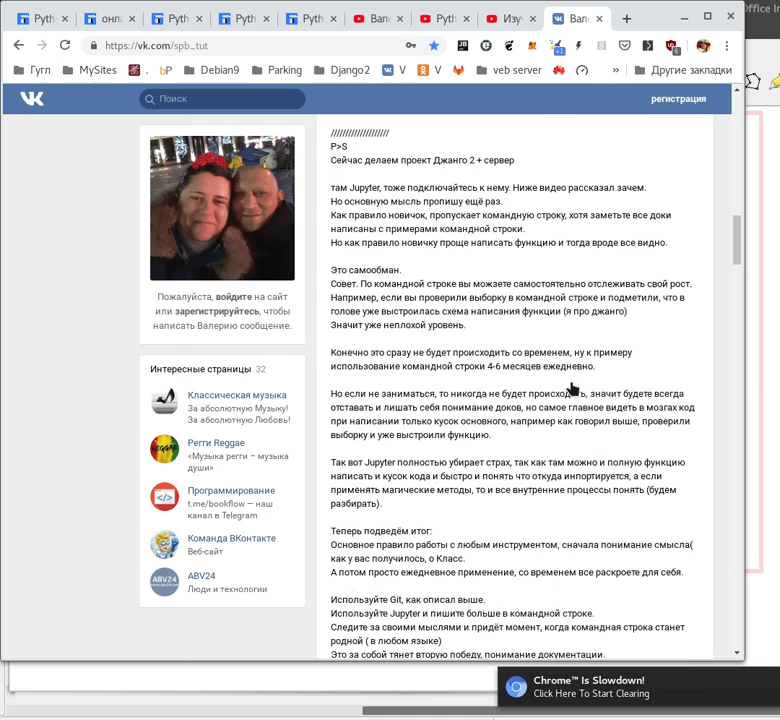 Pyth
онла
Pyth
Pyth
Pyth
Вале
Pyth
Изу
Вале
Office In
https://vk.com/spb_tut
+1
6
Гугл
MySites
.
bP
Debian9
Parking
Django2
V
V
veb server
»
Другие закладки
Поиск
регистрация
Пожалуйста, войдите на сайт
или зарегистрируйтесь, чтобы
написать Валерию сообщение.
Интересные страницы 32
Классическая музыка
За абсолютную Музыку!
За абсолютную Любовь!
Регги Reggae
«Музыка регги – музыка
души»
Программирование
t.me/bookflow — наш
канал в Telegram
Команда ВКонтакте
Веб-сайт
ABV24
ABV24
Люди и технологии
////////////////////
P>S
Сейчас делаем проект Джанго 2 + сервер
там Jupyter, тоже подключайтесь к нему. Ниже видео рассказал зачем.
Но основную мысль пропишу ещё раз.
Как правило новичок, пропускает командную строку, хотя заметьте все доки
написаны с примерами командной строки.
Но как правило новичку проще написать функцию и тогда вроде все видно.
Это самообман.
Совет. По командной строке вы можзете самостоятельно отслеживать свой рост.
Например, если вы проверили выборку в командной строке и подметили, что в
голове уже выстроилась схема написания функции (я про джанго)
Значит уже неплохой уровень.
Конечно это сразу не будет происходить со временем, ну к примеру
использование командной строки 4-6 месяцев ежедневно.
Но если не заниматься, то никогда не будет происходить, значит будете всегда
отставать и лишать себя понимание доков, но самое главное видеть в мозгах код
при написании только кусок основного, например как говорил выше, проверили
выборку и уже выстроили функцию.
Так вот Jupyter полностью убирает страх, так как там можно и полную функцию
написать и кусок кода и быстро и понять что откуда инпортируется, а если
применять магические методы, то и все внутренние процессы понять (будем
разбирать).
Теперь подведём итог:
Основное правило работы с любым инструментом, сначала понимание смысла(
как у вас получилось, о Класс.
А потом просто ежедневное применение, со временем все раскроете для себя.
Используйте Git, как описал выше.
Используйте Jupyter и пишите больше в командной строке.
Следите за своими мыслями и придёт момент, когда командная строка станет
родной ( в любом языке)
Это за собой тянет вторую победу, понимание документации.
Chrome™ Is Slowdown!
Click Here To Start Clearing